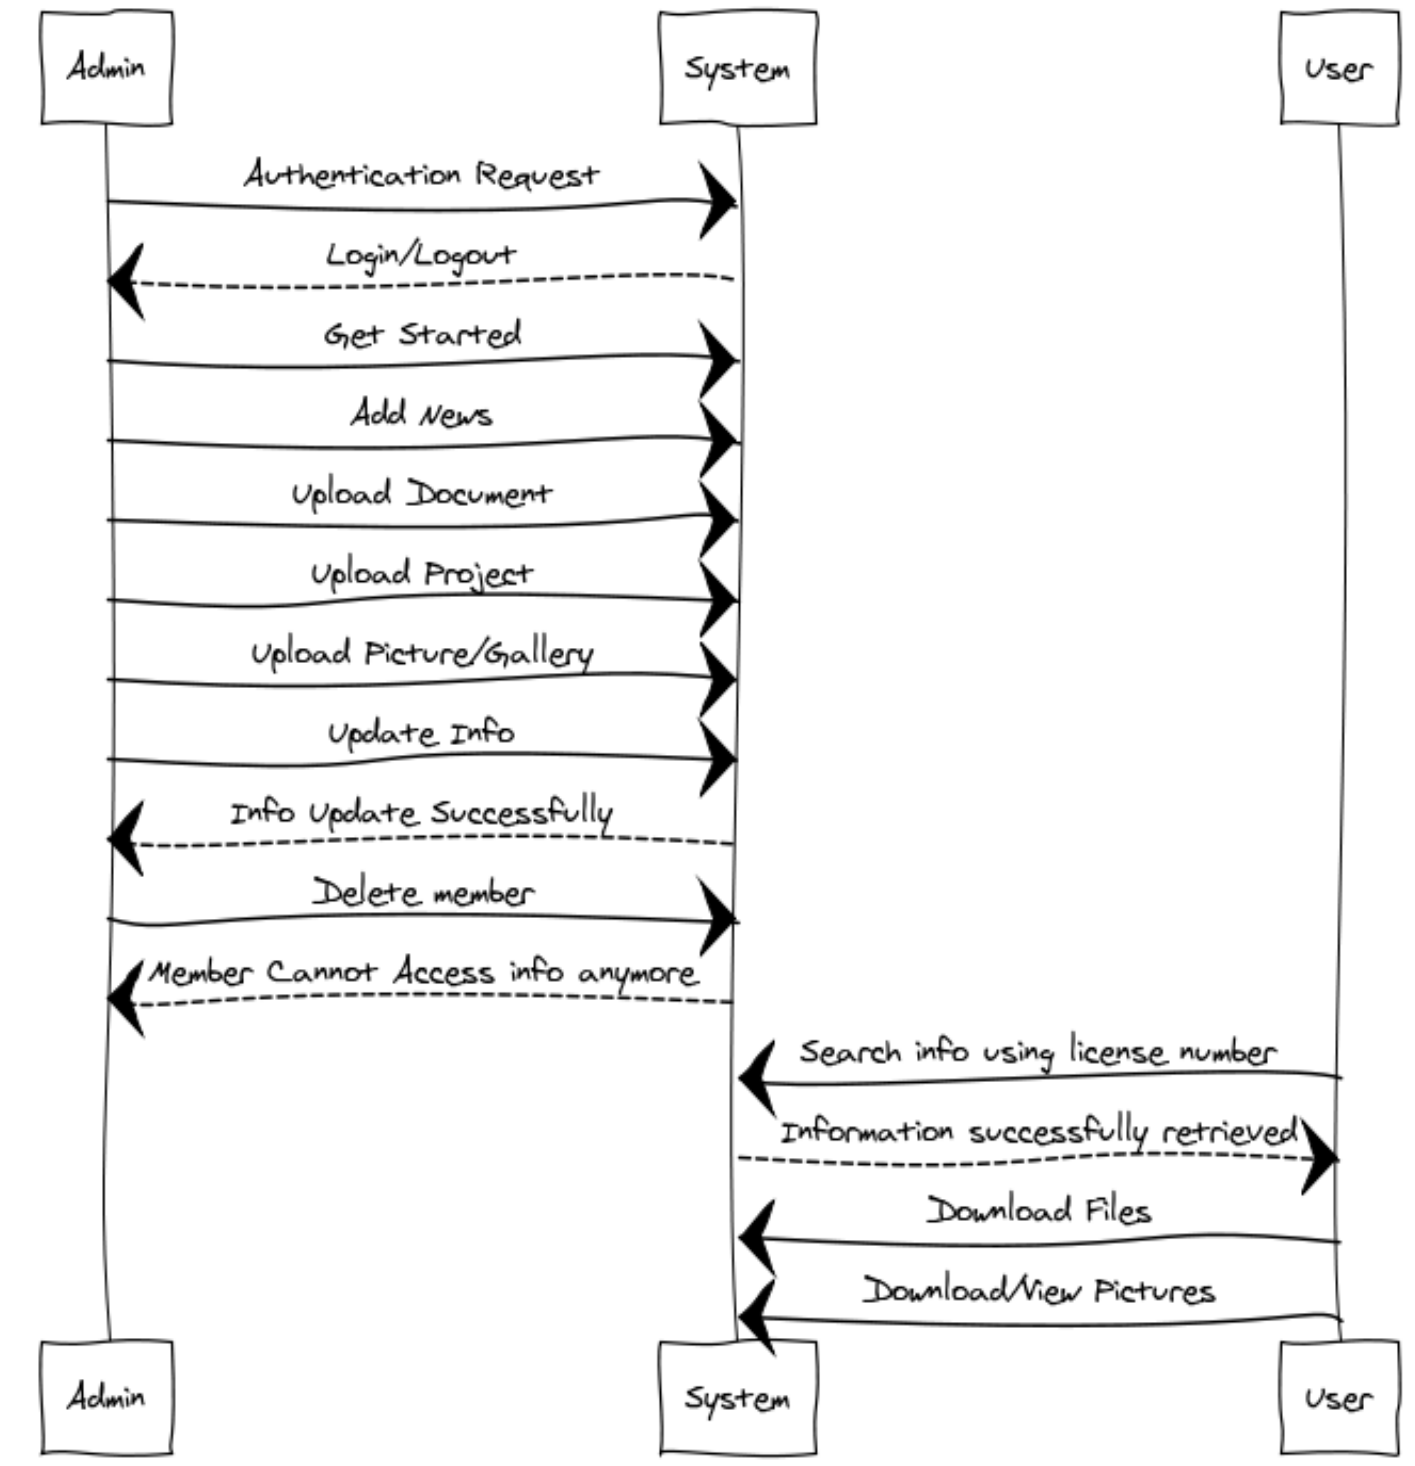 Admin
System
User
Authentication Request
Login/Logout
Get Started
Add News
Upload Document
Upload Project
Upload Picture/Gallery
Update Info
Info Update Successfully
Delete member
Member Cannot Access info anymore
Search info using license number
Information successfully retrieved
Download Files
Download/View Pictures
Admin
System
User